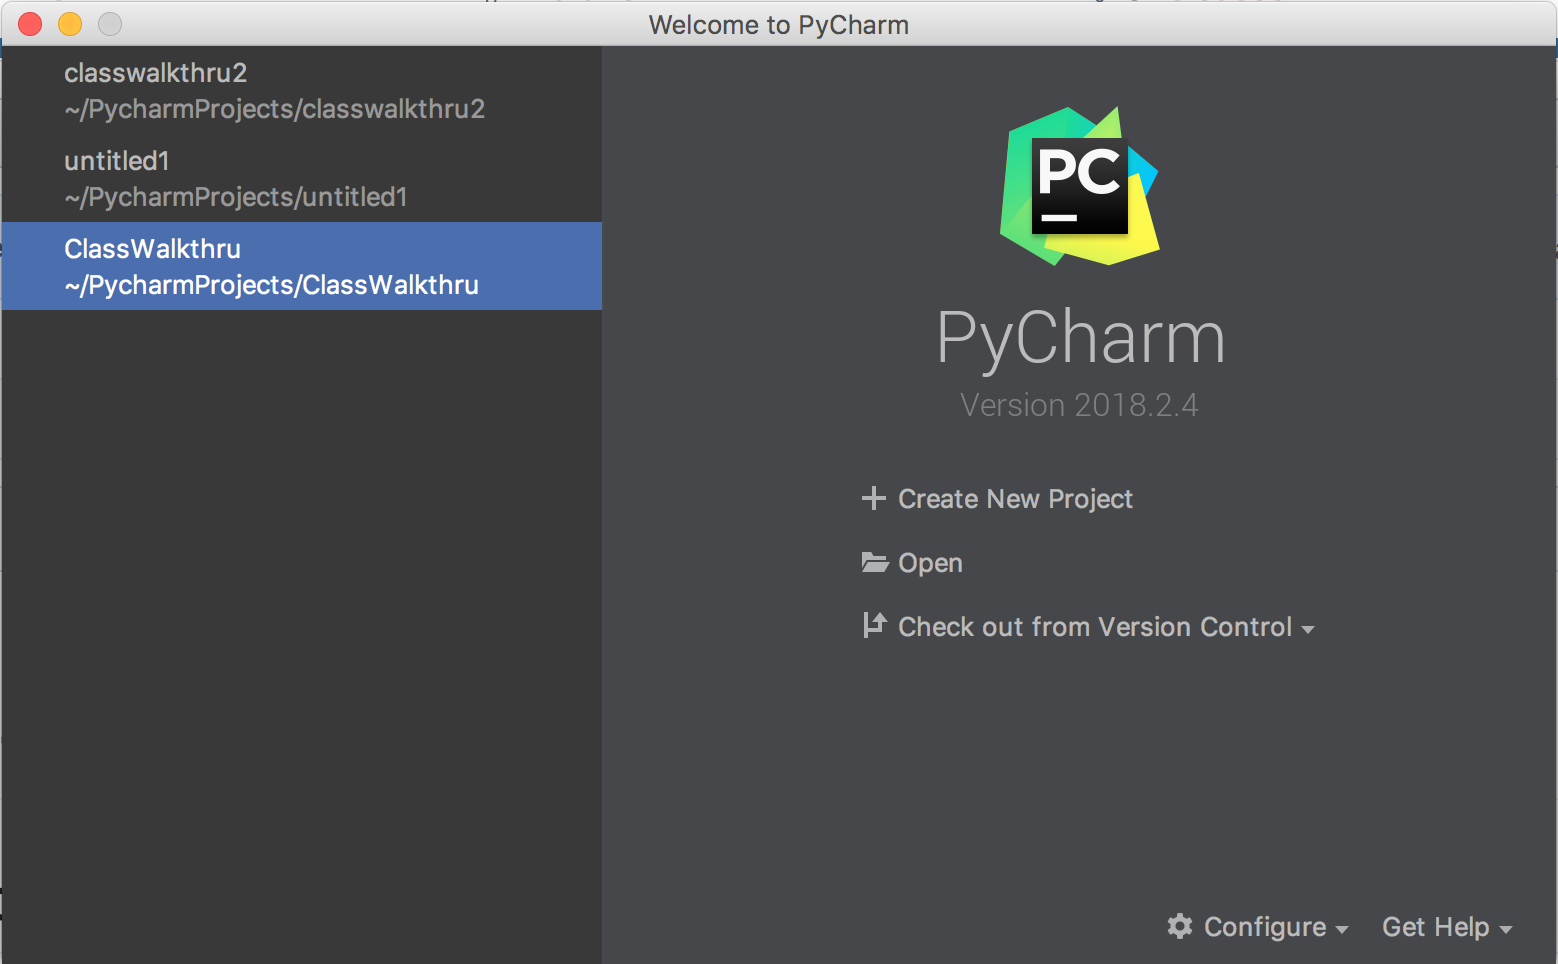 Welcome to PyCharm
classwalkthru2
~/PycharmProjects/classwalkthru2
untitled1
~/PycharmProjects/untitled1
ClassWalkthru
~/PycharmProjects/ClassWalkthru
PC
PyCharm
Version 2018.2.4
Create New Project
Open
Check out from Version Control
Configure
Get Help